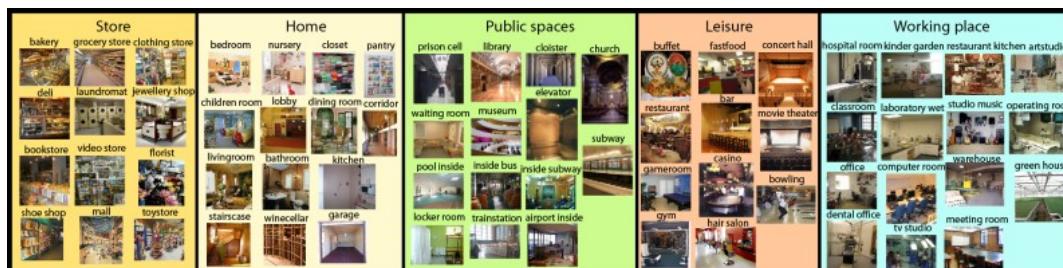 Store
bakery
grocery store
clothing store
deli
laundromat
jewellery shop
bookstore
video store
florist
shoe shop
mall
toystore
Home
bedroom
nursery
closet
pantry
children room
lobby
dining room
corridor
livingroom
bathroom
kitchen
stairscase
winecellar
garage
Public spaces
prison cell
library
cloister
church
waiting room
museum
elevator
subway
pool inside
inside bus
inside subway
locker room
trainstation
airport inside
Leisure
buffet
fastfood
concert hall
restaurant
bar
movie theater
gameroom
casino
bowling
gym
hair salon
Working place
hospital room
kinder garden
restaurant kitchen
artstudio
classroom
laboratory wet
studio music
operating roo
office
computer room
warehouse
green hous
dental office
tv studio
meeting room